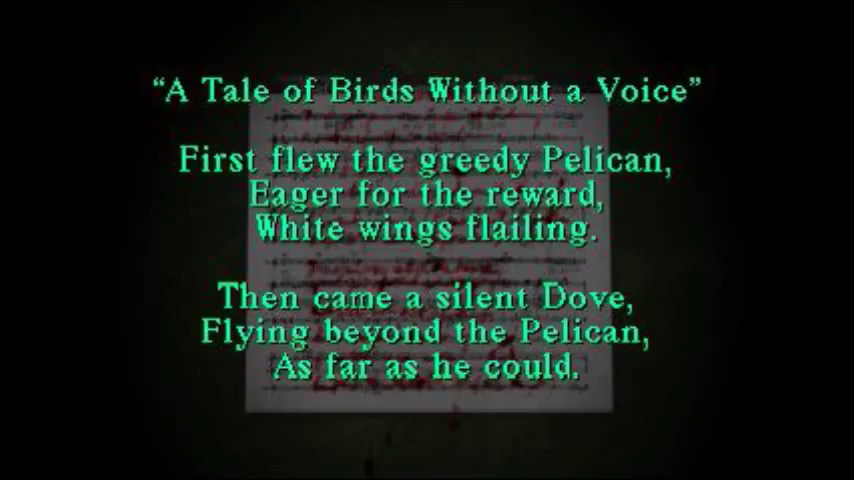 “A Tale of Birds Without a Voice”
First flew the greedy Pelican,
Eager for the reward,
White wings flailing.
Then came a silent Dove,
Flying beyond the Pelican,
As far as he could.